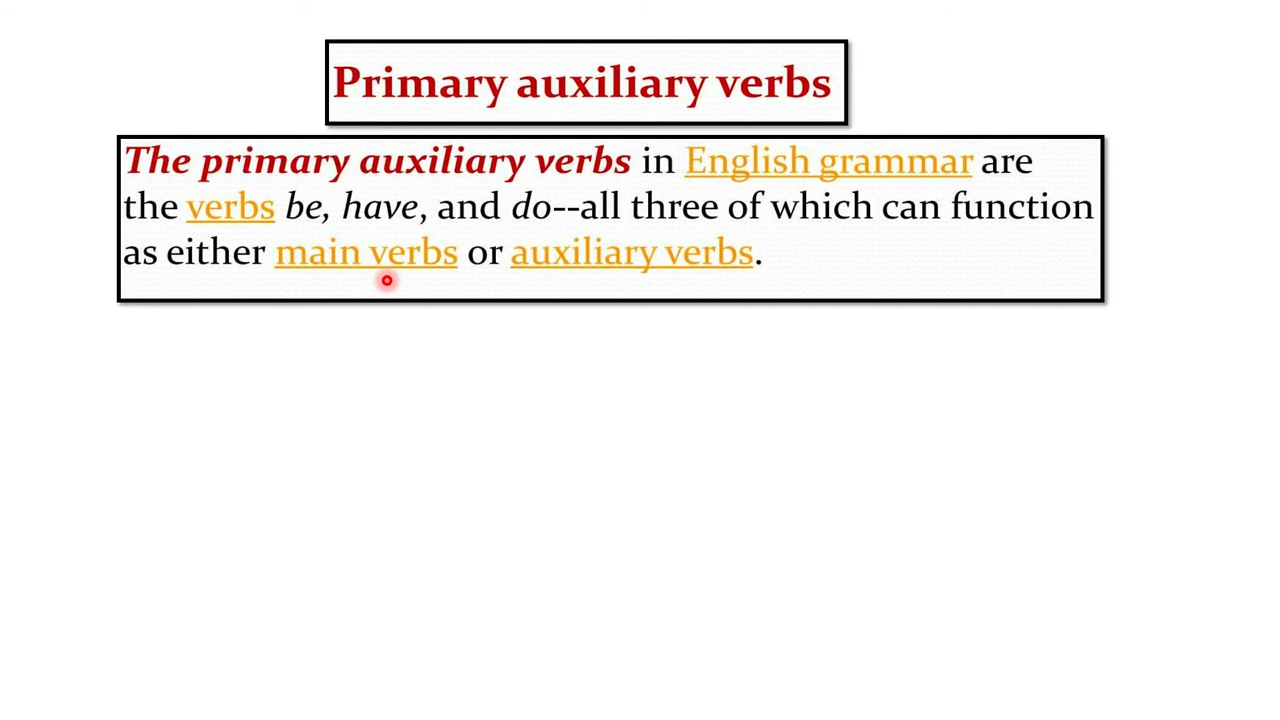 Primary auxiliary verbs
The primary auxiliary verbs in English grammar are
the verbs be, have, and do--all three of which can function
as either main verbs or auxiliary verbs.